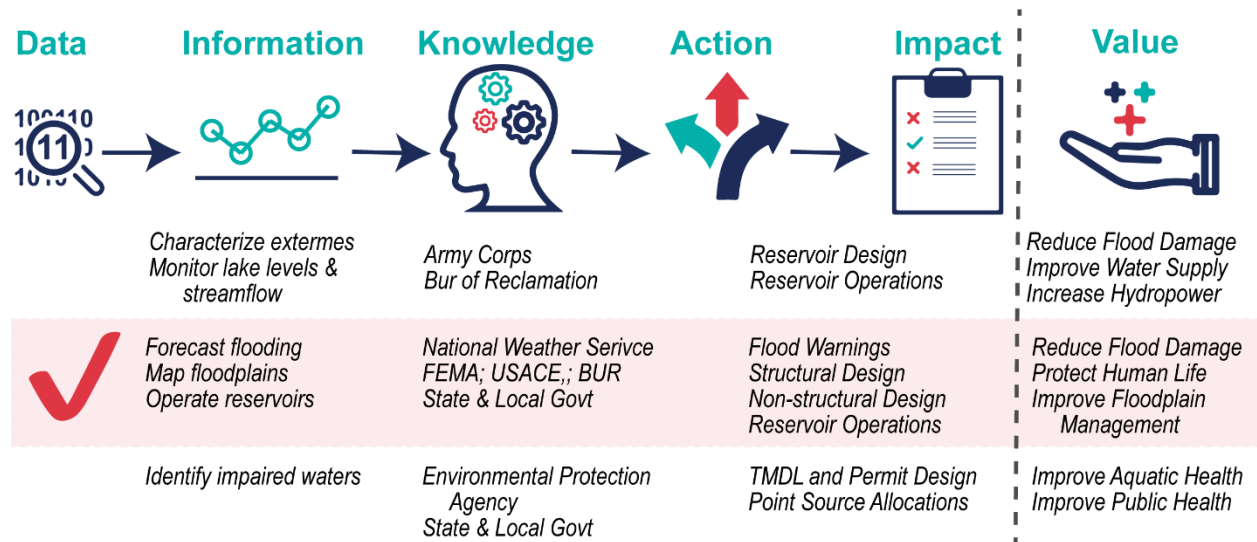 Data
Information
Knowledge
Action
Impact
Value
100110
11
1010
Characterize extermes
Monitor lake levels &
streamflow
Army Corps
Bur of Reclamation
Reservoir Design
Reservoir Operations
Reduce Flood Damage
Improve Water Supply
Increase Hydropower
Forecast flooding
Map floodplains
Operate reservoirs
National Weather Serivce
FEMA; USACE,; BUR
State & Local Govt
Flood Warnings
Structural Design
Non-structural Design
Reservoir Operations
Reduce Flood Damage
Protect Human Life
Improve Floodplain
Management
Identify impaired waters
Environmental Protection
Agency
State & Local Govt
TMDL and Permit Design
Point Source Allocations
Improve Aquatic Health
Improve Public Health